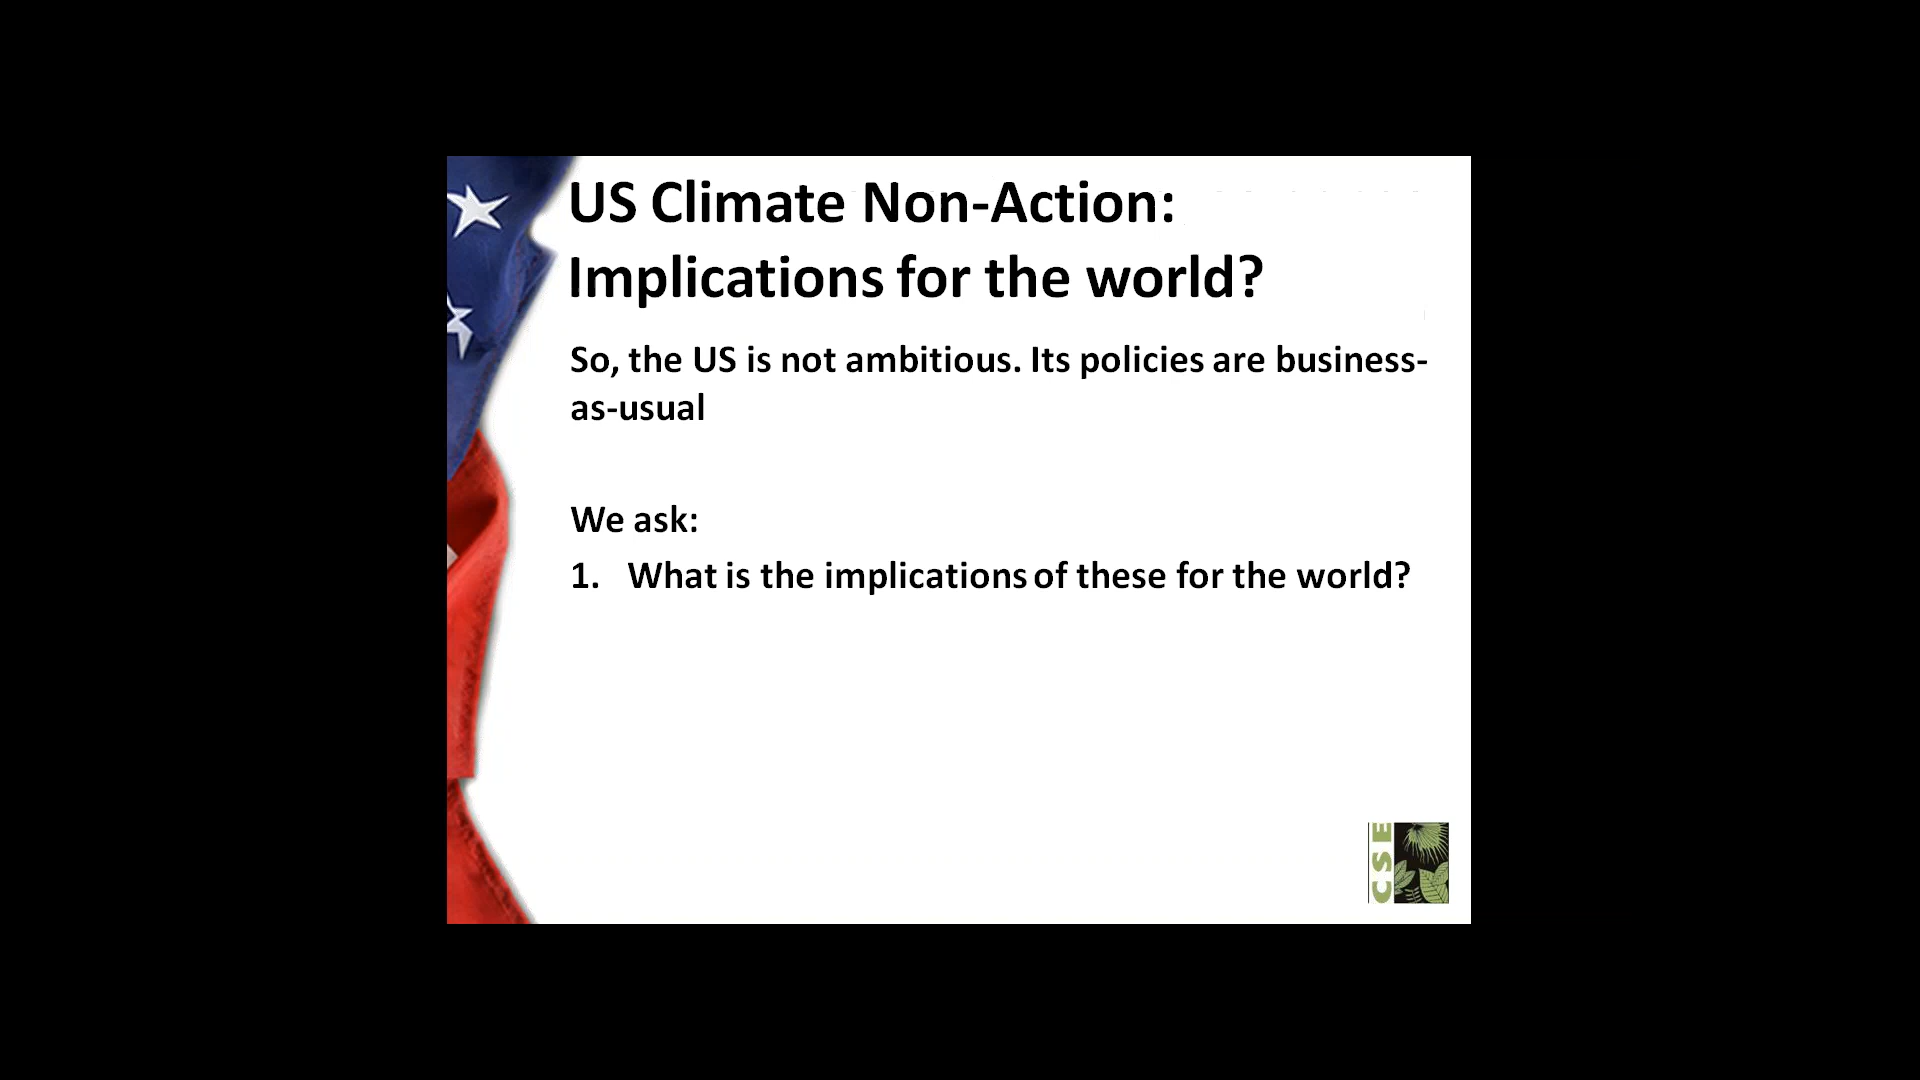 US Climate Non-Action:
Implications for the world?
So, the US is not ambitious. Its policies are business-
as-usual
We ask:
1. What is the implications of these for the world?
CSE